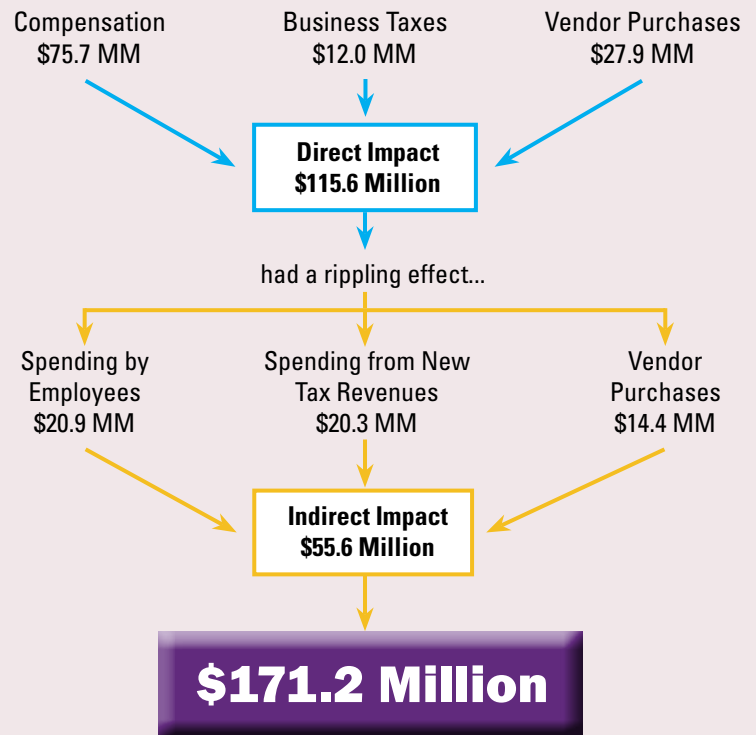 Compensation
$75.7 MM
Business Taxes
$12.0 MM
Vendor Purchases
$27.9 MM
Direct Impact
$115.6 Million
had a rippling effect...
Spending by
Employees
$20.9 MM
Spending from New
Tax Revenues
$20.3 MM
Vendor
Purchases
$14.4 MM
Indirect Impact
$55.6 Million
$171.2 Million